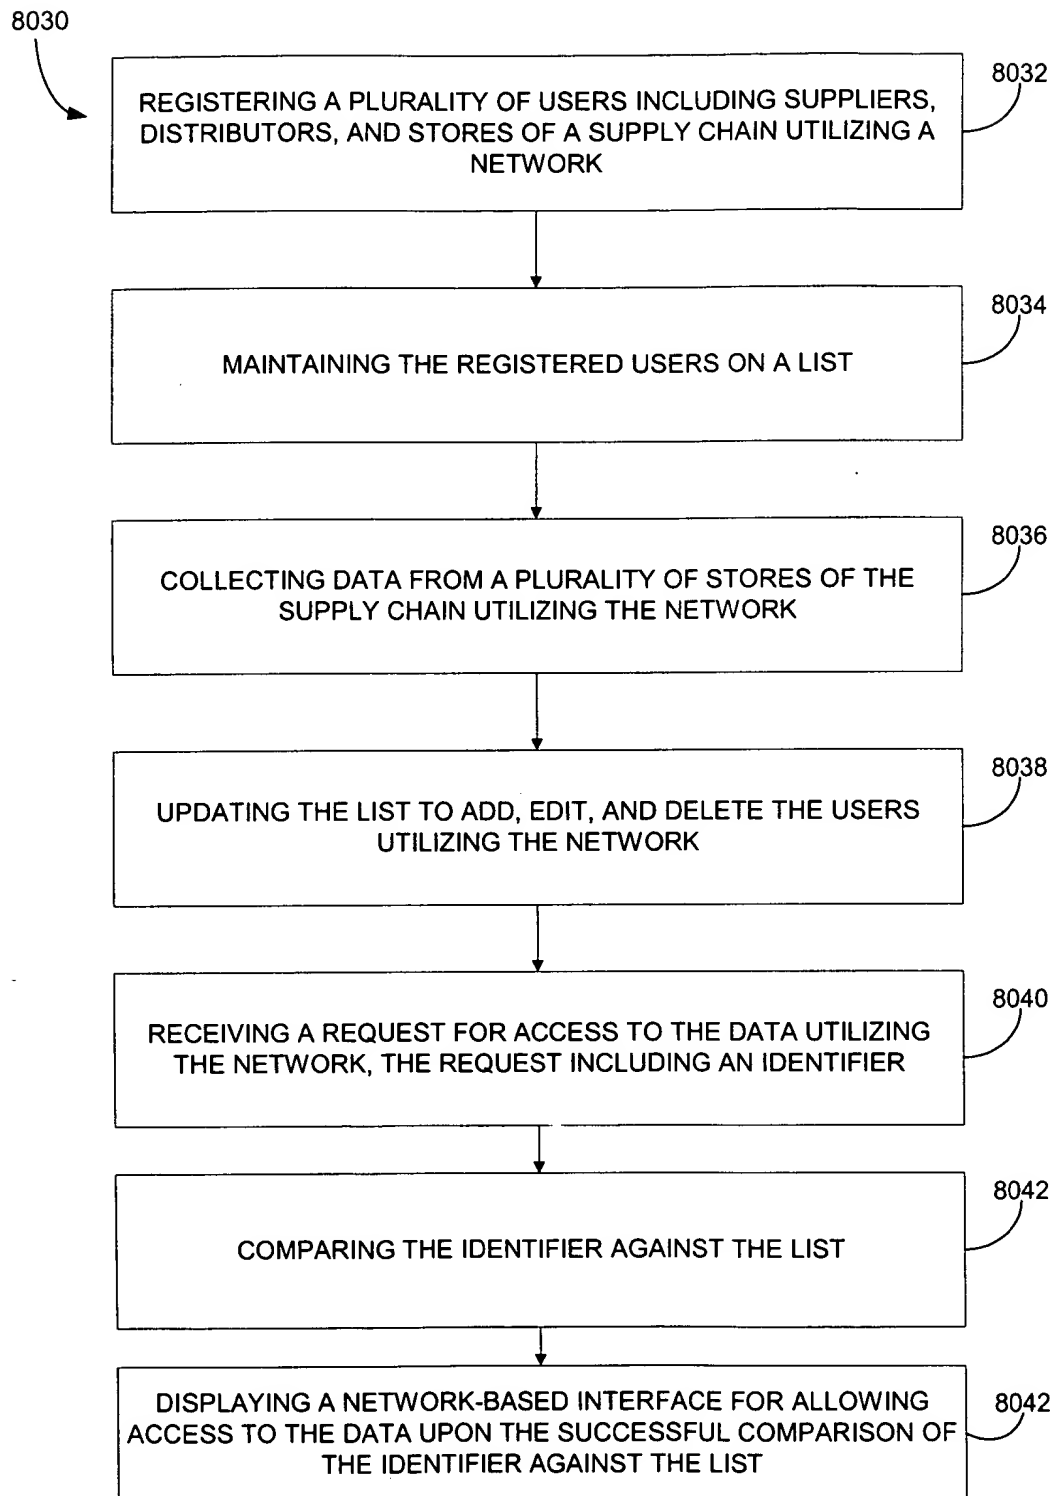 8030
8032
REGISTERING A PLURALITY OF USERS INCLUDING SUPPLIERS,
DISTRIBUTORS, AND STORES OF A SUPPLY CHAIN UTILIZING A
NETWORK
8034
MAINTAINING THE REGISTERED USERS ON A LIST
8036
COLLECTING DATA FROM A PLURALITY OF STORES OF THE
SUPPLY CHAIN UTILIZING THE NETWORK
8038
UPDATING THE LIST TO ADD, EDIT, AND DELETE THE USERS
UTILIZING THE NETWORK
8040
RECEIVING A REQUEST FOR ACCESS TO THE DATA UTILIZING
THE NETWORK, THE REQUEST INCLUDING AN IDENTIFIER
8042
COMPARING THE IDENTIFIER AGAINST THE LIST
8042
DISPLAYING A NETWORK-BASED INTERFACE FOR ALLOWING
ACCESS TO THE DATA UPON THE SUCCESSFUL COMPARISON OF
THE IDENTIFIER AGAINST THE LIST